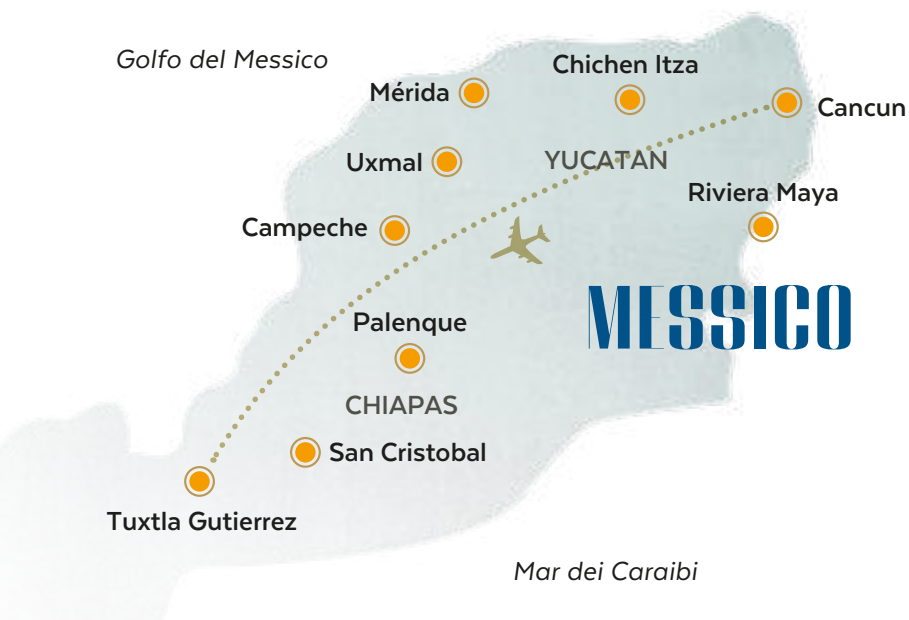 Golfo del Messico
Chichen Itza
Mérida
Cancun
Uxmal
YUCATAN
Riviera Maya
Campeche
MESSICO
Palenque
CHIAPAS
San Cristobal
Tuxtla Gutierrez
Mar dei Caraibi